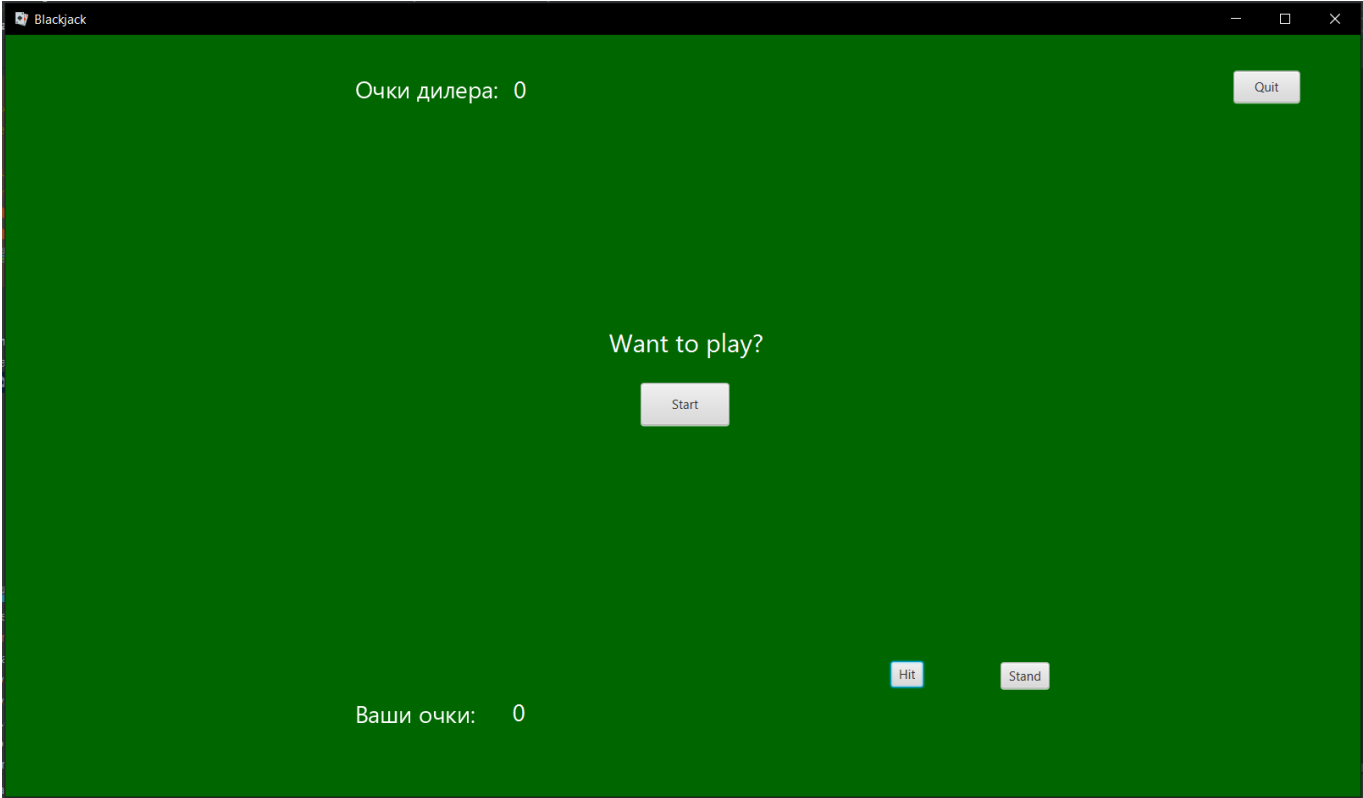 Blackjack
Очки дилера: 0
Quit
Want to play?
Start
Hit
Stand
Ваши очки: 0